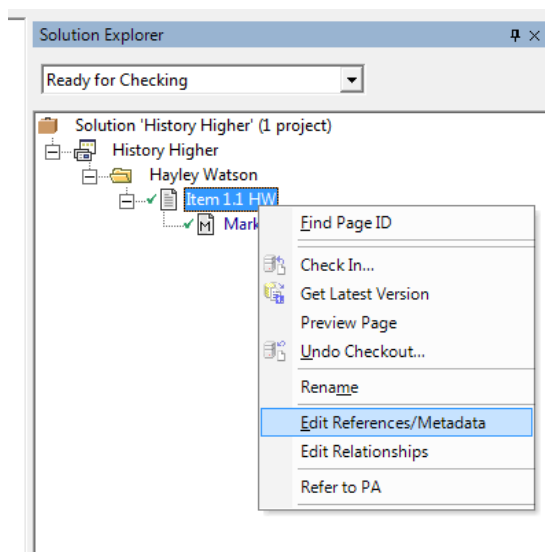 Solution Explorer
Ready for Checking
Solution 'History Higher' (1 project)
History Higher
Hayley Watson
Item 1.1 HW
M Mark
Find Page ID
Check In...
Get Latest Version
Preview Page
Undo Checkout...
Rename
Edit References/Metadata
Edit Relationships
Refer to PA